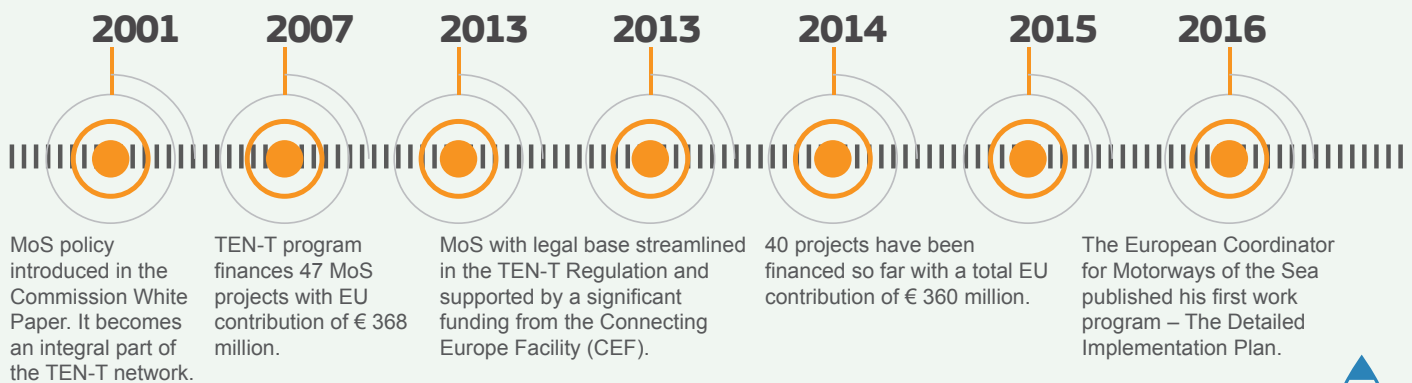 2001
2007
2013
2013
2014
2015
2016
MoS policy
introduced in the
Commission White
Paper. It becomes
an integral part of
the TEN-T network.
TEN-T program
finances 47 MoS
projects with EU
contribution of € 368
million.
MoS with legal base streamlined
in the TEN-T Regulation and
supported by a significant
funding from the Connecting
Europe Facility (CEF).
40 projects have been
financed so far with a total EU
contribution of € 360 million.
The European Coordinator
for Motorways of the Sea
published his first work
program – The Detailed
Implementation Plan.